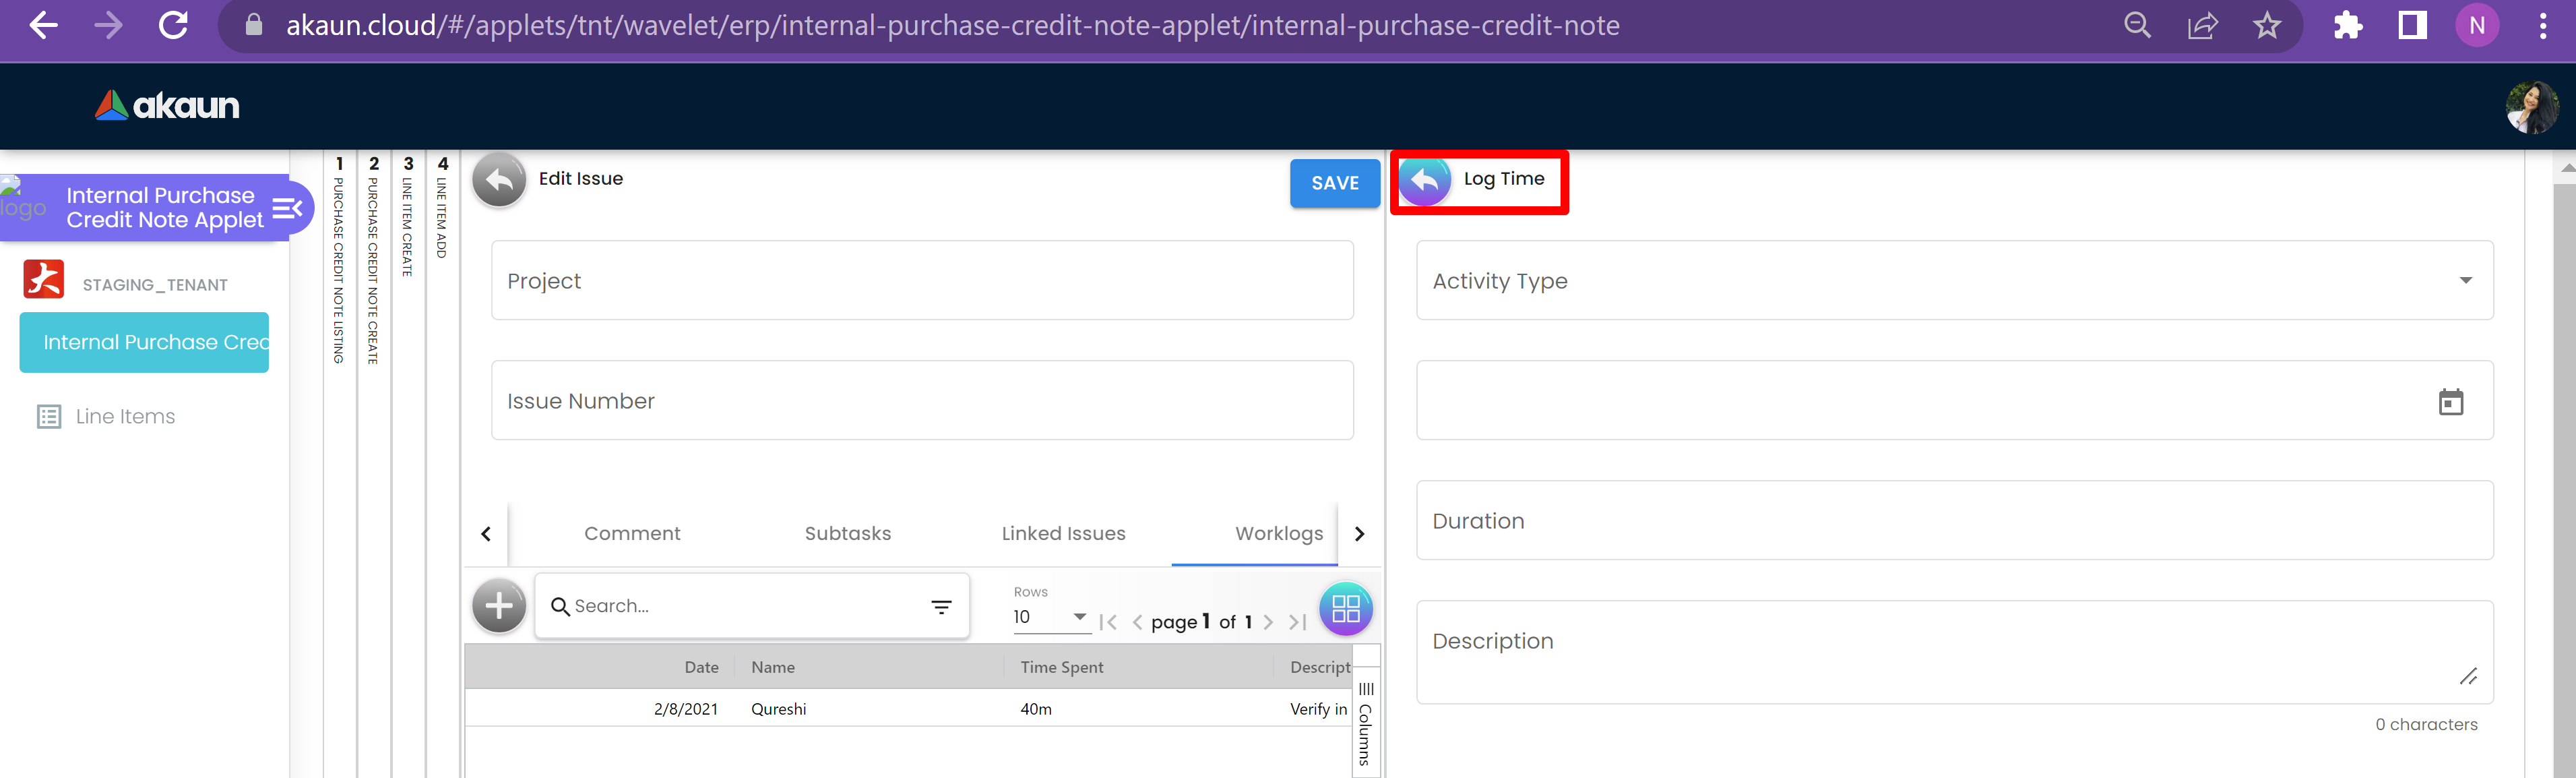 akaun.cloud/#/applets/tnt/wavelet/erp/internal-purchase-credit-note-applet/internal-purchase-credit-note
N
akaun
logo
Internal Purchase
Credit Note Applet
STAGING_TENANT
Internal Purchase Cred
Line Items
1 PURCHASE CREDIT NOTE LISTING
2 PURCHASE CREDIT NOTE CREATE
3 LINE ITEM CREATE
4 LINE ITEM ADD
Edit Issue
SAVE
Project
Issue Number
Comment Subtasks Linked Issues Worklogs
Search...
Rows
10
page 1 of 1
Date Name Time Spent Descript
2/8/2021 Qureshi 40m Verify in
Columns
Log Time
Activity Type
Duration
Description
0 characters